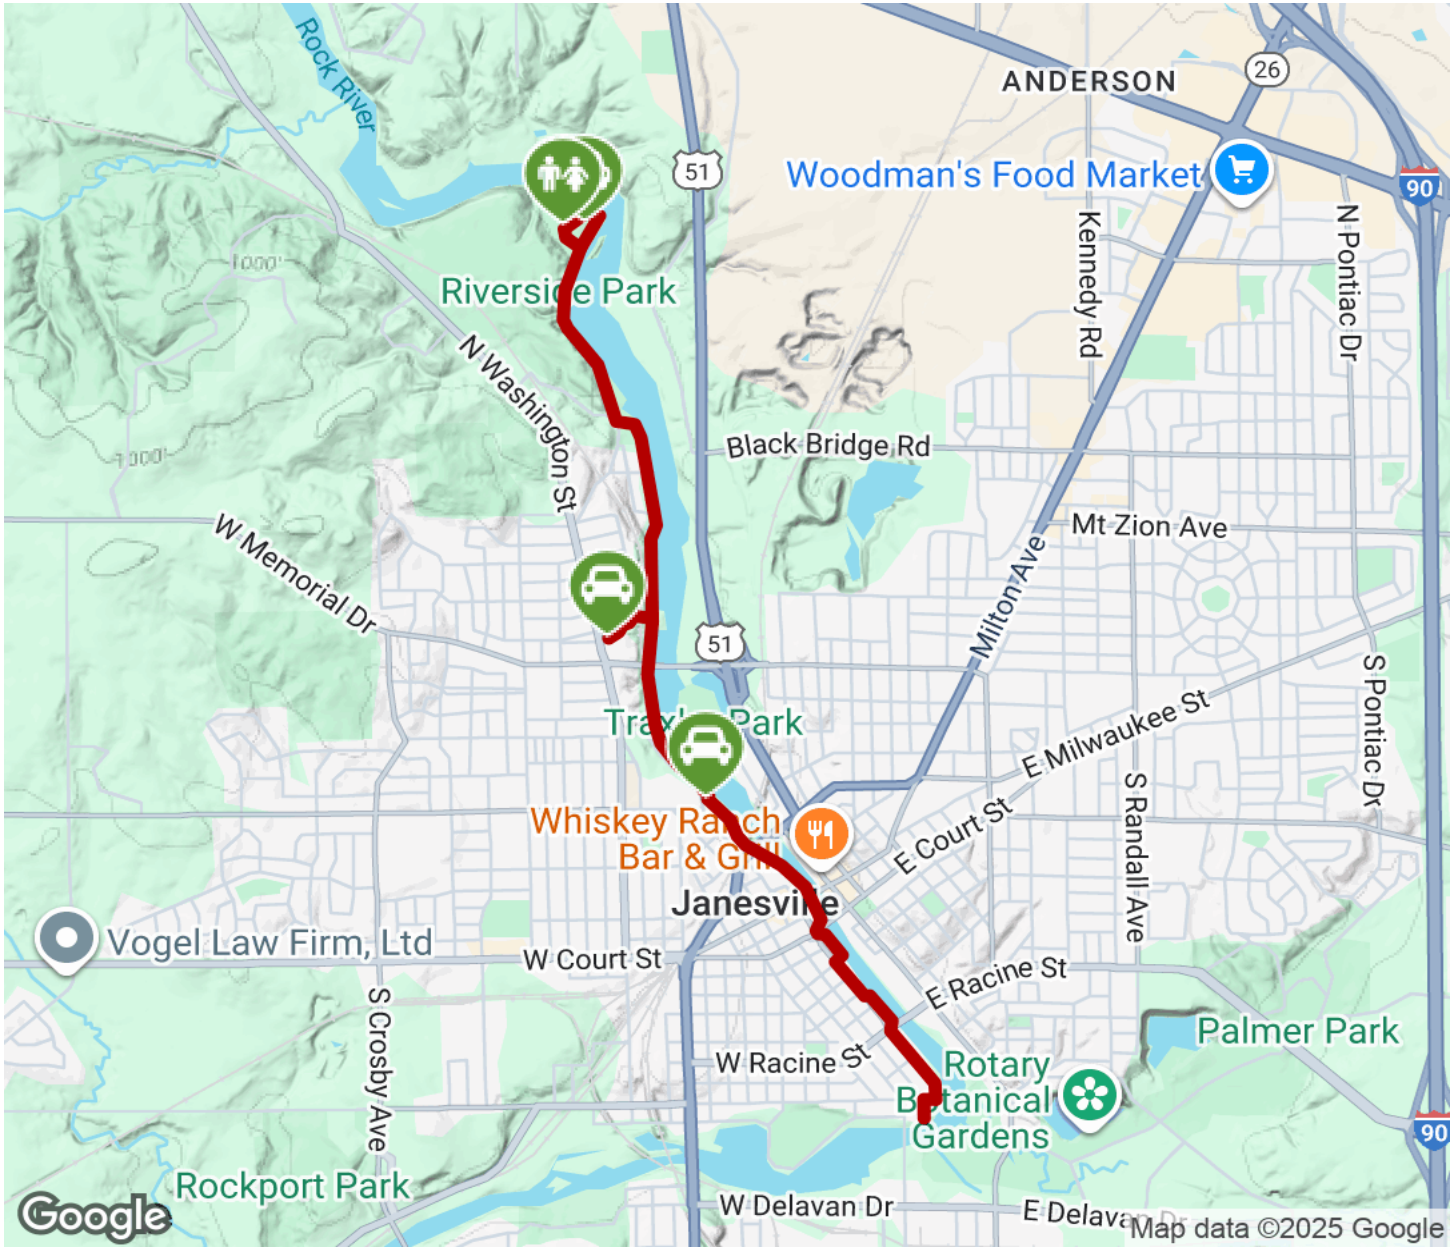 Rock River
ANDERSON
26
51
Woodman's Food Market
90
Kennedy Rd
N Pontiac Dr
1000'
Riverside Park
N Washington St
Black Bridge Rd
1000'
W Memorial Dr
Mt Zion Ave
Milton Ave
51
S Pontiac Dr
Park
E Milwaukee St
S Randall Ave
Whiskey Ranch
Bar & Grill
E Court St
Janesville
Vogel Law Firm, Ltd
W Court St
E Racine St
S Crosby Ave
Palmer Park
W Racine St
Rotary
Botanical
Gardens
90
Rockport Park
W Delavan Dr
E Delavan Dr
Google
Map data ©2025 Google